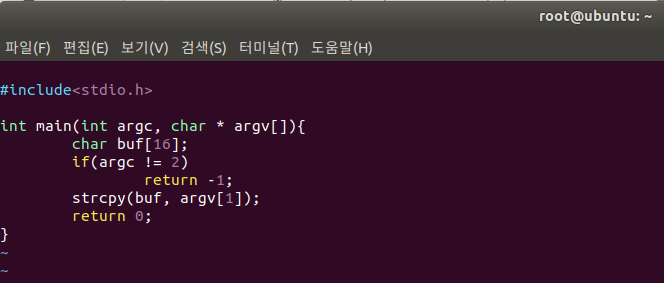 root@ubuntu: ~
파일(F) 편집(E) 보기(V) 검색(S) 터미널(T) 도움말(H)
#include<stdio.h>
int main(int argc, char * argv[]){
        char buf[16];
        if(argc != 2)
                return -1;
        strcpy(buf, argv[1]);
        return 0;
}
~
~